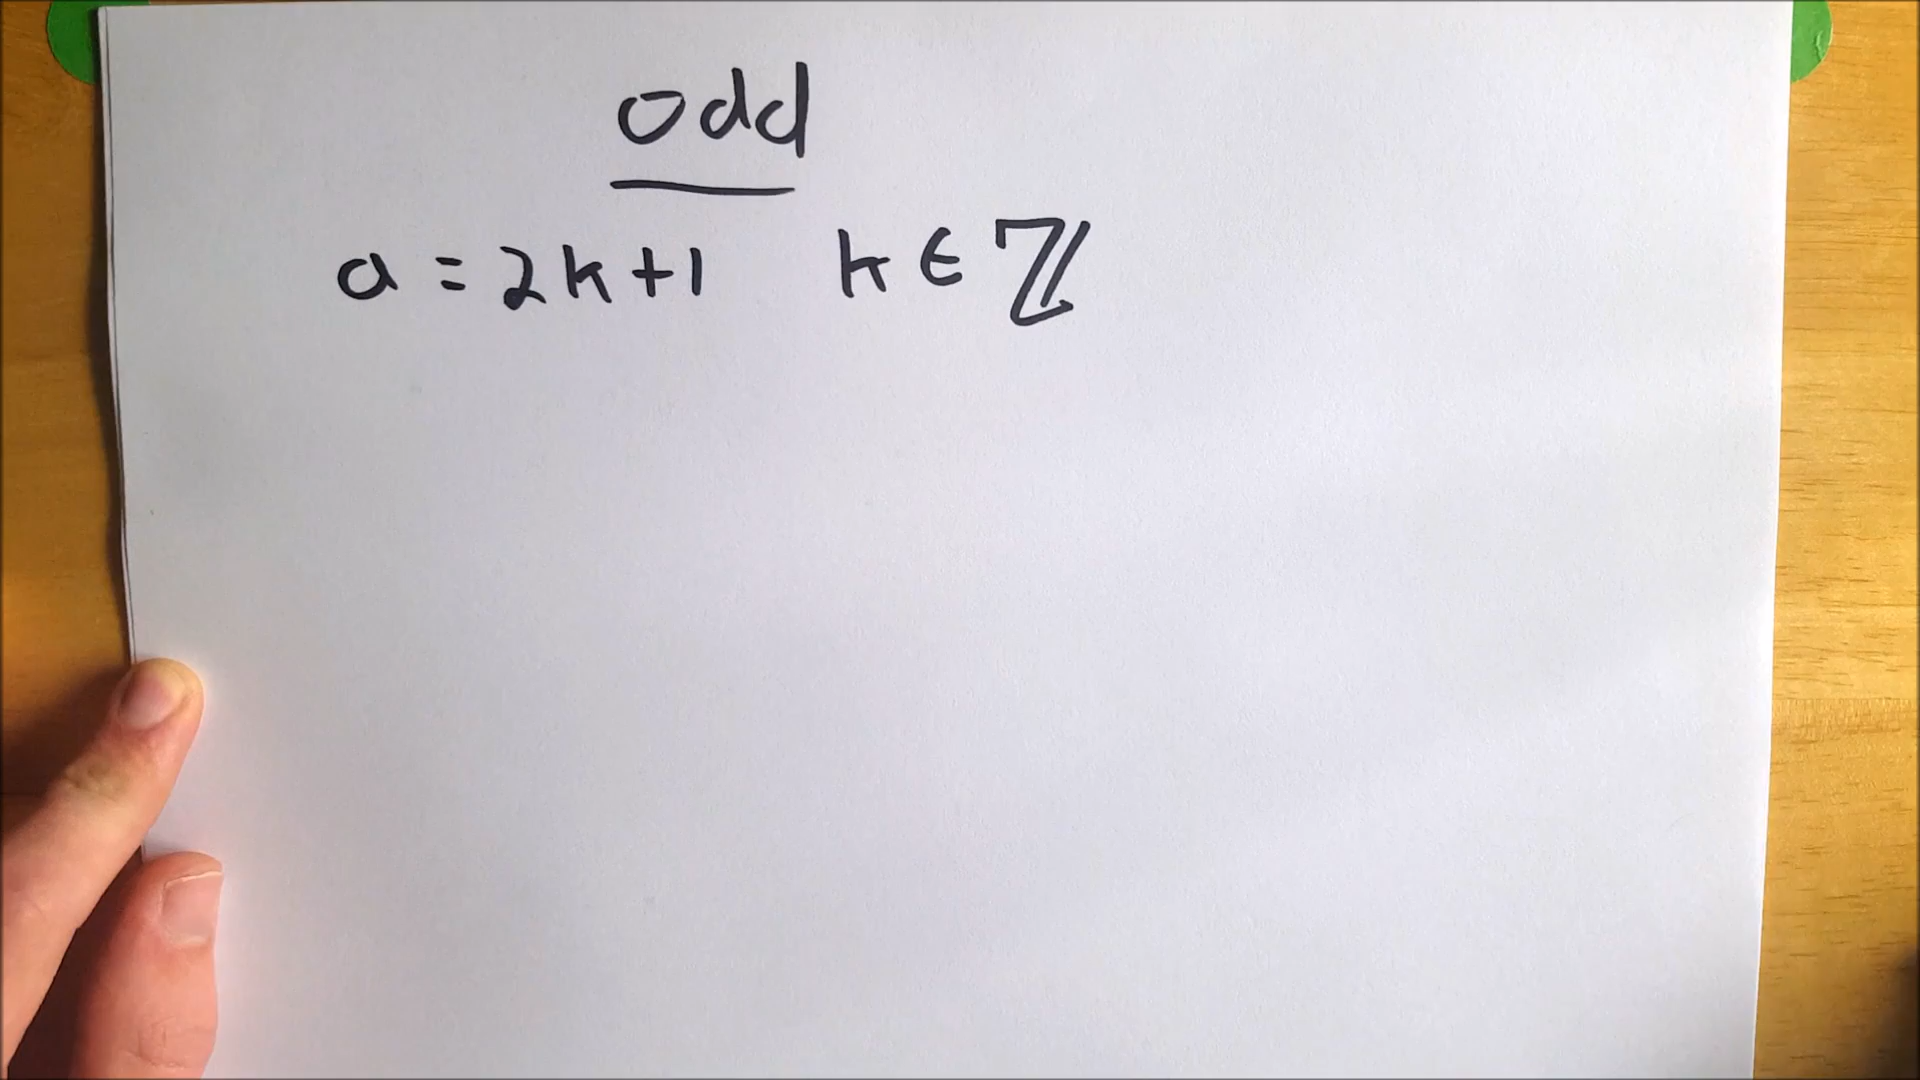 odd
a = 2k+1 k ∈ ℤ